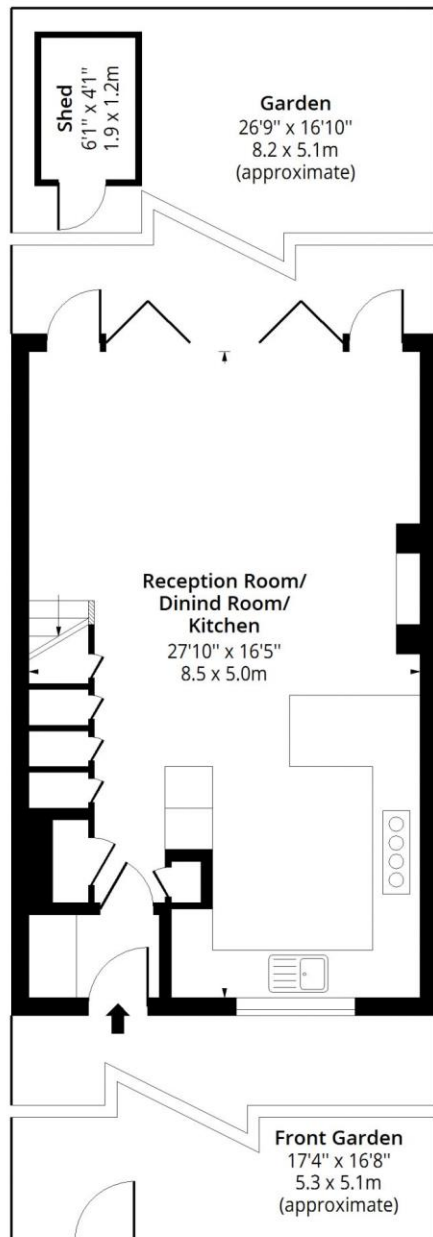 Shed
6'1" x 4'1"
1.9 x 1.2m
Garden
26'9" x 16'10"
8.2 x 5.1m
(approximate)
Reception Room/
Dinind Room/
Kitchen
27'10" x 16'5"
8.5 x 5.0m
Front Garden
17'4" x 16'8"
5.3 x 5.1m
(approximate)